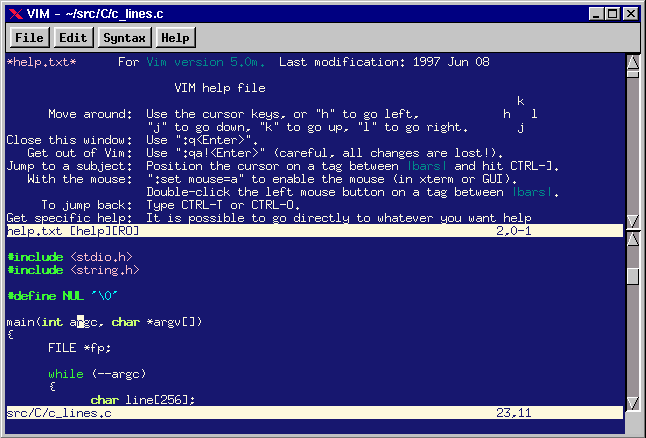 VIM - ~/src/C/c_lines.c
File Edit Syntax Help
*help.txt*      For Vim version 5.0m.  Last modification: 1997 Jun 08
VIM help file
k
Move around:  Use the cursor keys, or "h" to go left,            h   l
"j" to go down, "k" to go up, "l" to go right.       j
Close this window:  Use ":q<Enter>".
Get out of Vim:  Use ":qa!<Enter>" (careful, all changes are lost!).
Jump to a subject:  Position the cursor on a tag between |bars| and hit CTRL-].
With the mouse:  ":set mouse=a" to enable the mouse (in xterm or GUI).
Double-click the left mouse button on a tag between |bars|.
To jump back:  Type CTRL-T or CTRL-O.
Get specific help:  It is possible to go directly to whatever you want help
help.txt [help][RO]                                                2,0-1
#include <stdio.h>
#include <string.h>
#define NUL '\0'
main(int argc, char *argv[])
{
FILE *fp;
while (--argc)
{
char line[256];
src/C/c_lines.c                                                    23,11